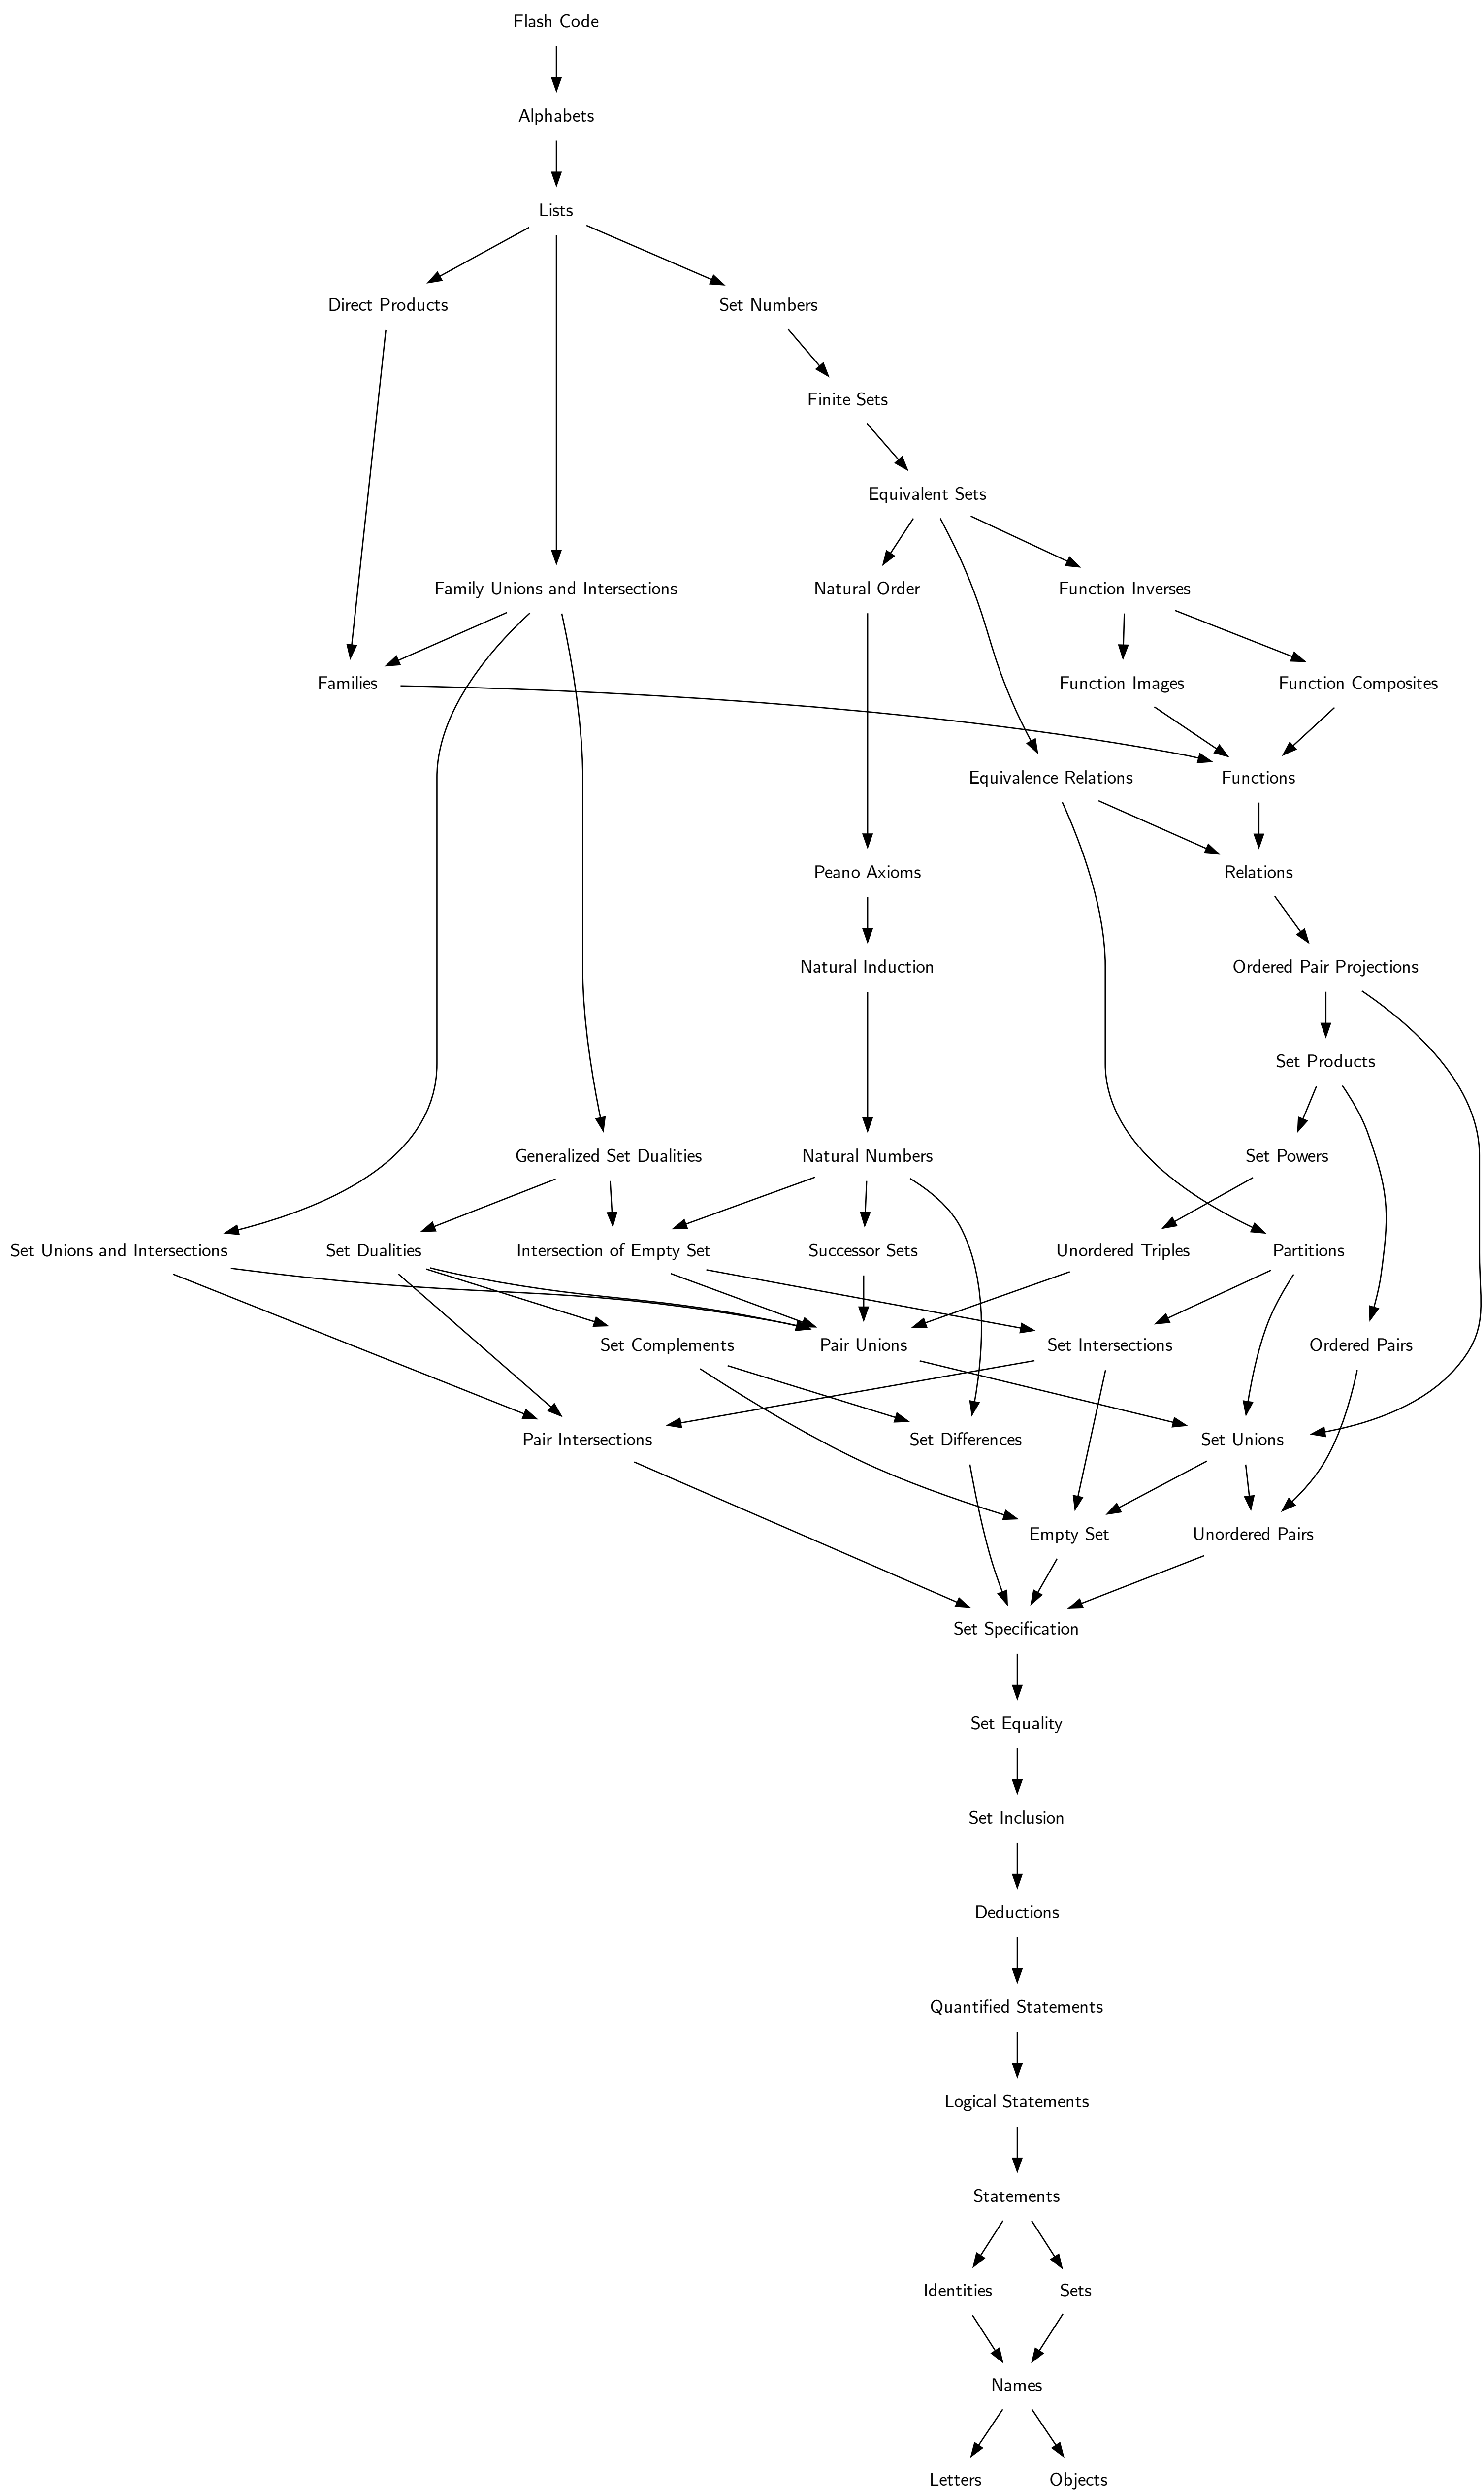 Flash Code
Alphabets
Lists
Direct Products
Set Numbers
Finite Sets
Equivalent Sets
Family Unions and Intersections
Natural Order
Function Inverses
Families
Function Images
Function Composites
Equivalence Relations
Functions
Peano Axioms
Relations
Natural Induction
Ordered Pair Projections
Set Products
Generalized Set Dualities
Natural Numbers
Set Powers
Set Unions and Intersections
Set Dualities
Intersection of Empty Set
Successor Sets
Unordered Triples
Partitions
Set Complements
Pair Unions
Set Intersections
Ordered Pairs
Pair Intersections
Set Differences
Set Unions
Empty Set
Unordered Pairs
Set Specification
Set Equality
Set Inclusion
Deductions
Quantified Statements
Logical Statements
Statements
Identities
Sets
Names
Letters
Objects